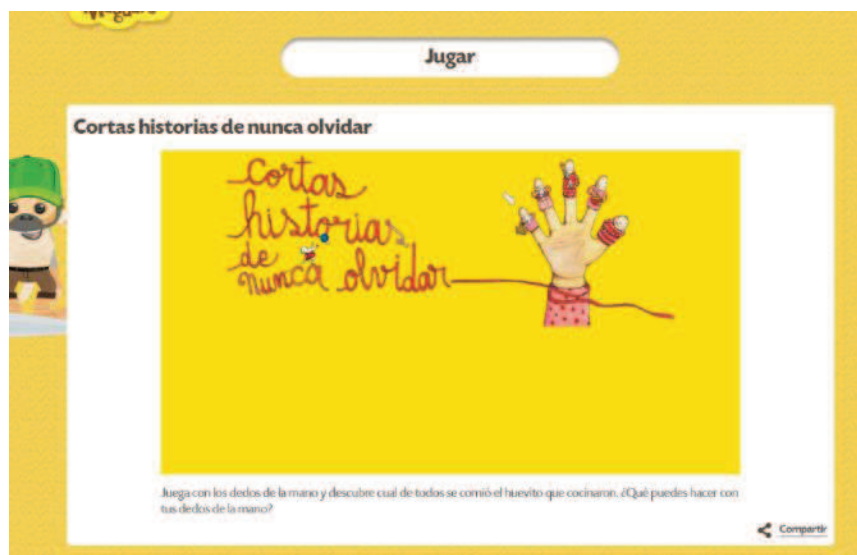 Jugar
Cortas historias de nunca olvidar
cortas
historias
de
nunca olvidar
Juega con los dedos de la mano y descubre cual de todos se comió el huevito que cocinaron. ¿Qué puedes hacer con
tus dedos de la mano?
Compartir